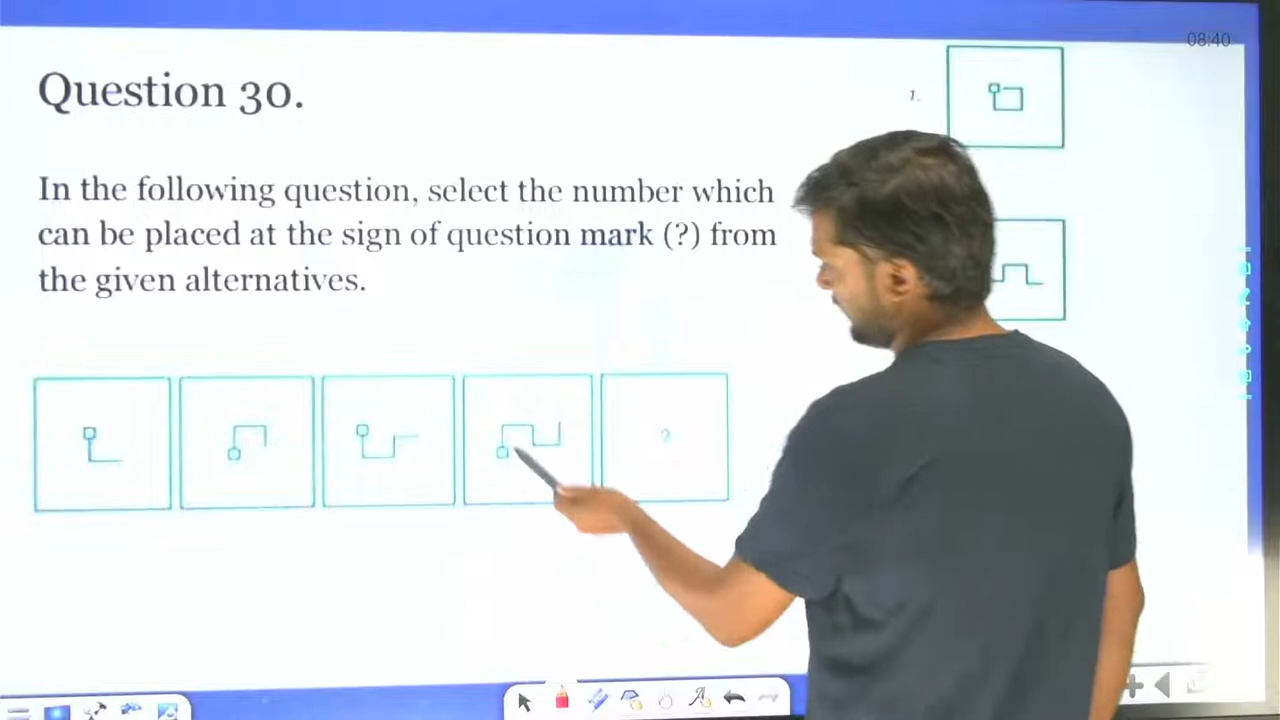 08:40
Question 30.
1.
In the following question, select the number which
can be placed at the sign of question mark (?) from
the given alternatives.
?